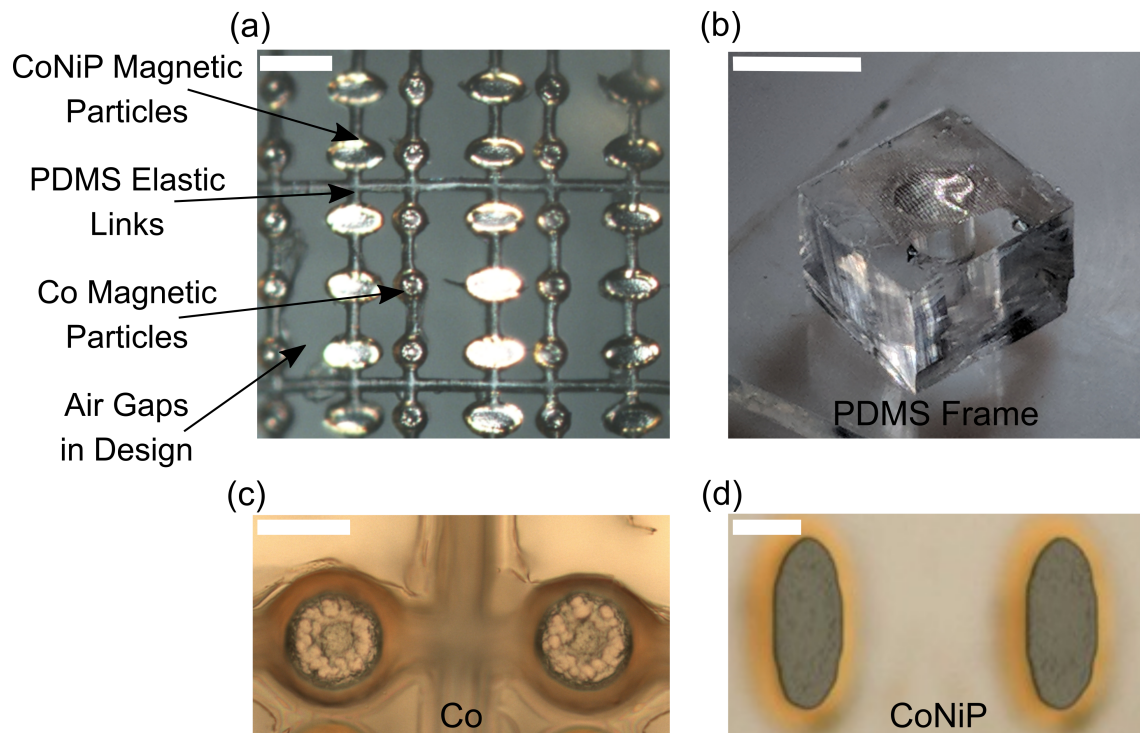 (a)
(b)
CoNiP Magnetic
Particles
PDMS Elastic
Links
Co Magnetic
Particles
Air Gaps
in Design
PDMS Frame
(c)
(d)
Co
CoNiP